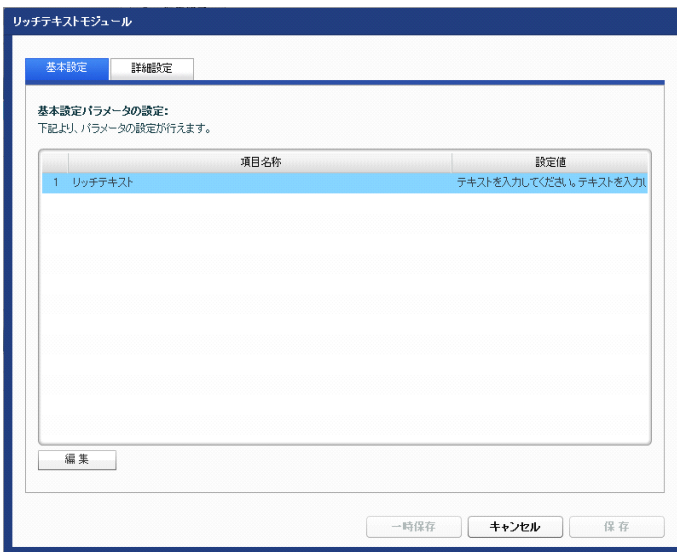 リッチテキストモジュール
基本設定 詳細設定
基本設定パラメータの設定:
下記より、パラメータの設定が行えます。
項目名称 設定値
1 リッチテキスト テキストを入力してください。テキストを入力し
編集
一時保存 キャンセル 保存